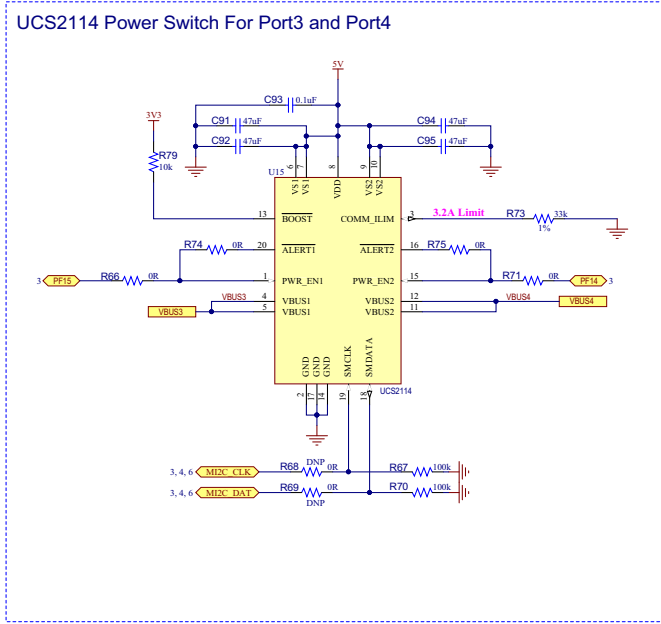 UCS2114 Power Switch For Port3 and Port4
5V
C93 0.1uF
3V3
C91 47uF
C94 47uF
C92 47uF
C95 47uF
R79
10k
6 7 8 9 10
U15
VS1 VS1 VDD VS2 VS2
13 BOOST
COMM_ILIM 3
3.2A Limit
R73 33k
1%
R74 0R
20 ALERT1
ALERT2 16
R75 0R
3 PF15 R66 0R
1 PWR_EN1
PWR_EN2 15
R71 0R PF14 3
VBUS3
4 VBUS1
VBUS2 12
VBUS4
VBUS4
VBUS3
5 VBUS1
VBUS2 11
GND GND GND SMCLK SMDATA
2 17 14 19 18
UCS2114
3, 4, 6 MI2C_CLK R68 DNP 0R
R67 100k
3, 4, 6 MI2C_DAT R69 0R
DNP
R70 100k